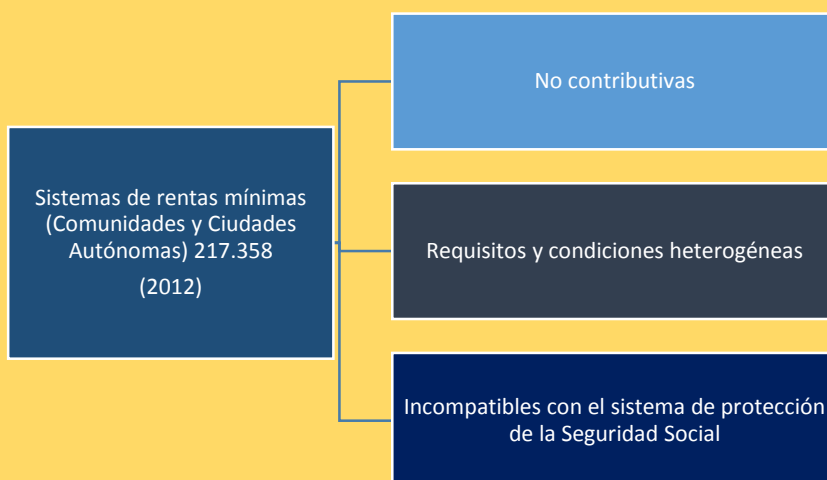 Sistemas de rentas mínimas
(Comunidades y Ciudades
Autónomas) 217.358
(2012)
No contributivas
Requisitos y condiciones heterogéneas
Incompatibles con el sistema de protección
de la Seguridad Social